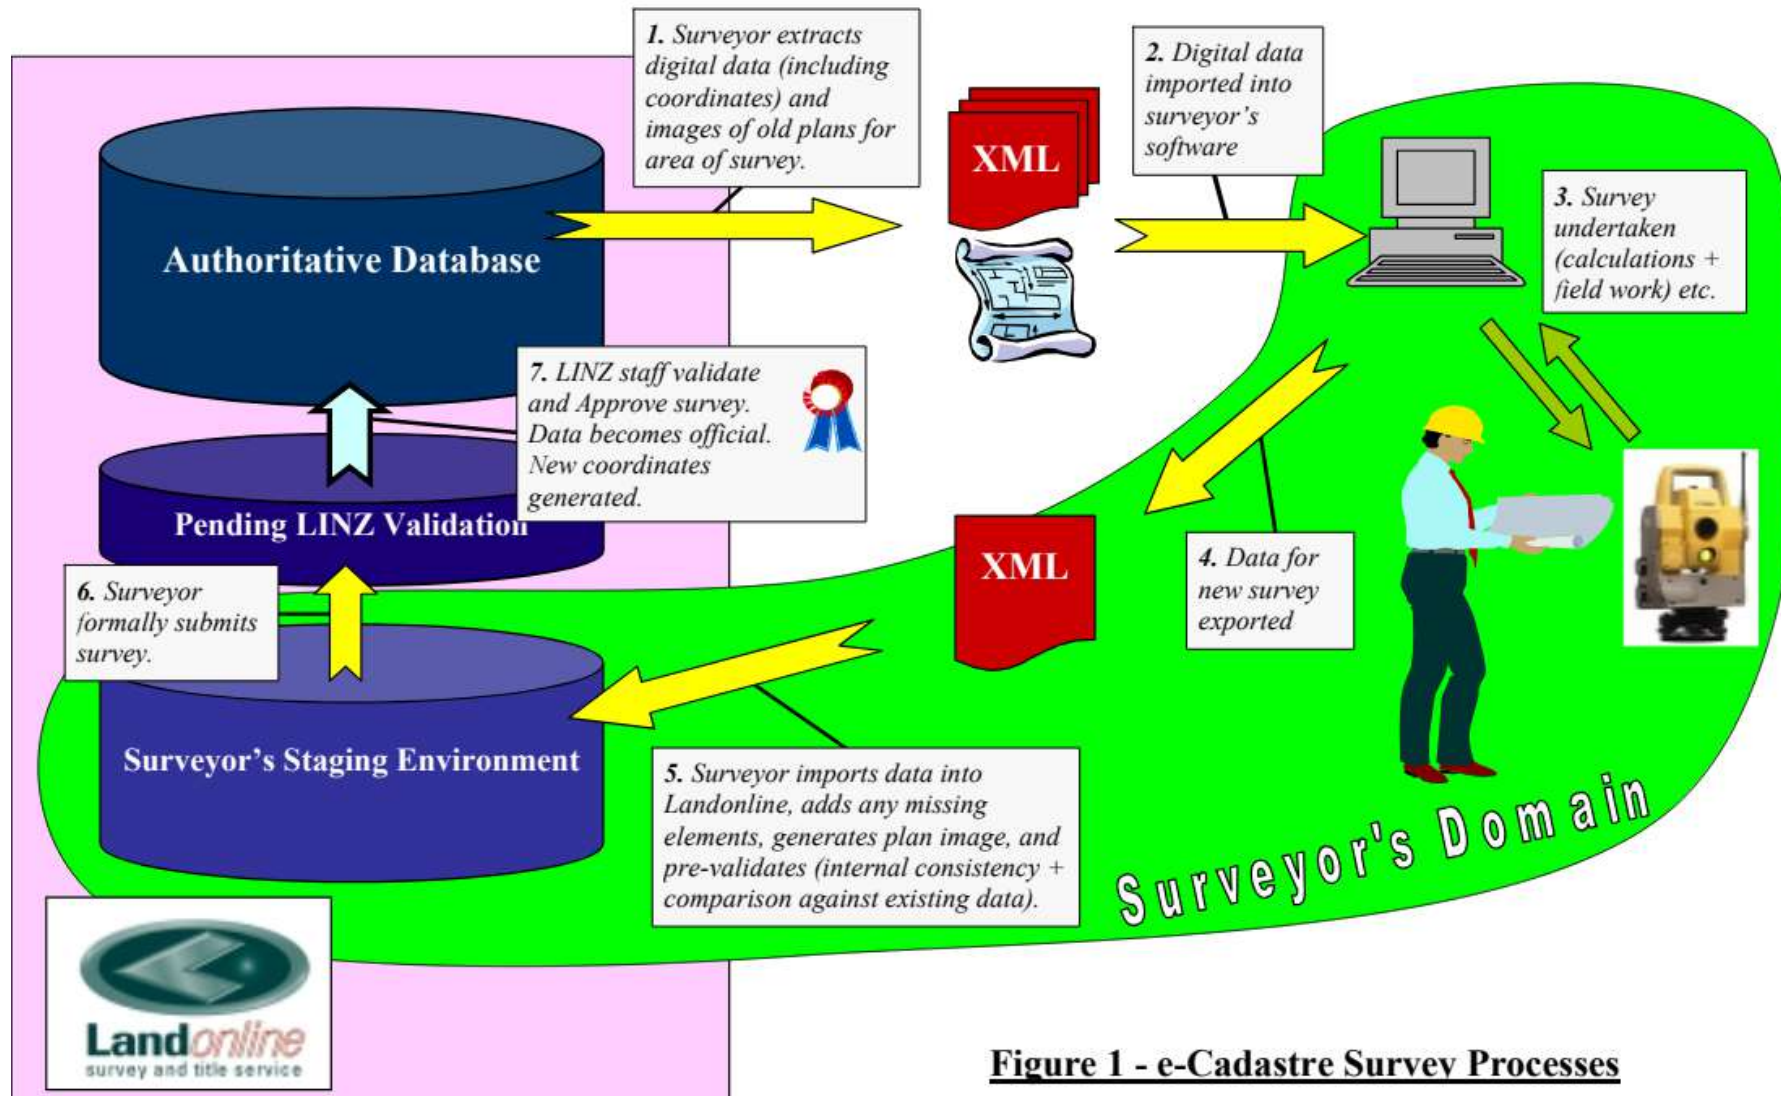 1. Surveyor extracts
digital data (including
coordinates) and
images of old plans for
area of survey.
2. Digital data
imported into
surveyor's
software
XML
3. Survey
undertaken
(calculations +
field work) etc.
Authoritative Database
7. LINZ staff validate
and Approve survey.
Data becomes official.
New coordinates
generated.
Pending LINZ Validation
XML
4. Data for
new survey
exported
6. Surveyor
formally submits
survey.
Surveyor's Staging Environment
5. Surveyor imports data into
Landonline, adds any missing
elements, generates plan image, and
pre-validates (internal consistency +
comparison against existing data).
Surveyor's Domain
Landonline
survey and title service
Figure 1 - e-Cadastre Survey Processes